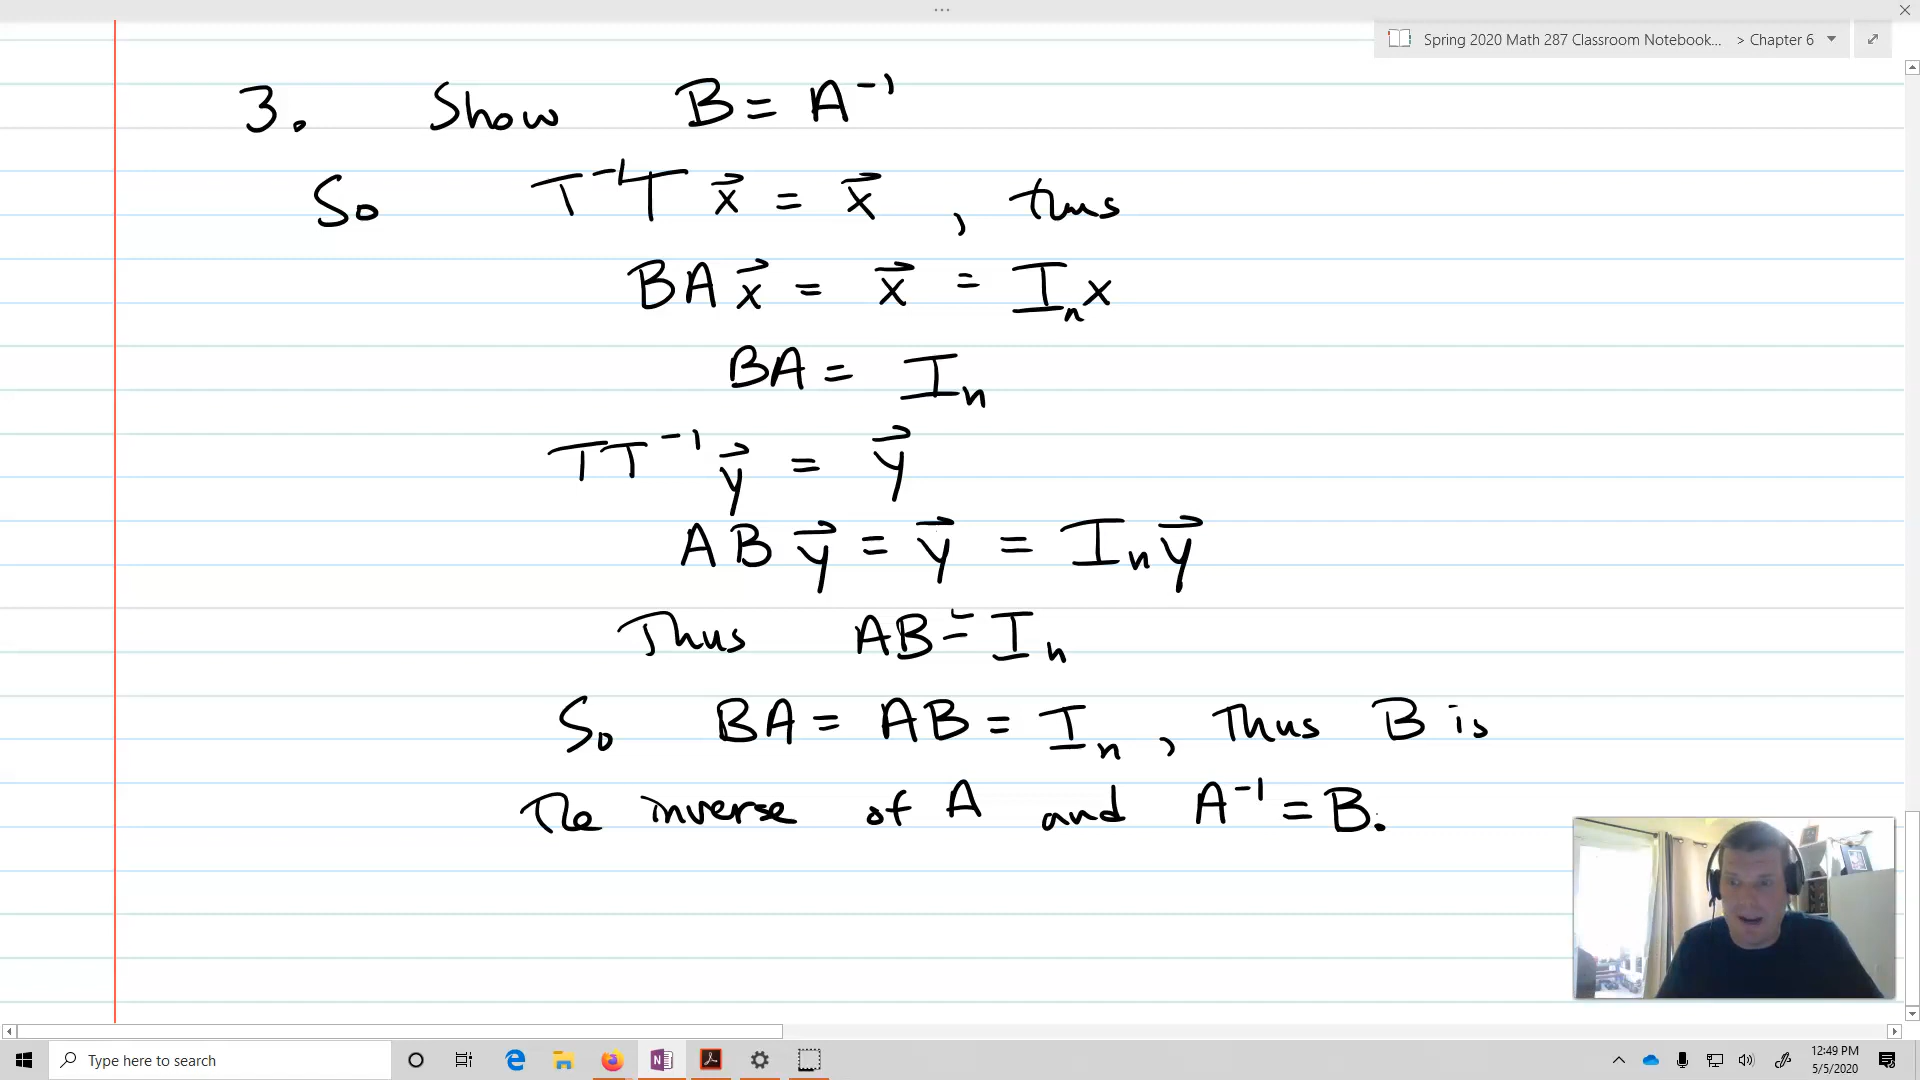 Spring 2020 Math 287 Classroom Notebook... > Chapter 6
3. Show B = A⁻¹
So T⁻¹T x⃗ = x⃗ , thus
BA x⃗ = x⃗ = Iₙx
BA = Iₙ
TT⁻¹ y⃗ = y⃗
AB y⃗ = y⃗ = Iₙ y⃗
Thus AB = Iₙ
So BA = AB = Iₙ , Thus B is
The inverse of A and A⁻¹ = B.
Type here to search
12:49 PM
5/5/2020